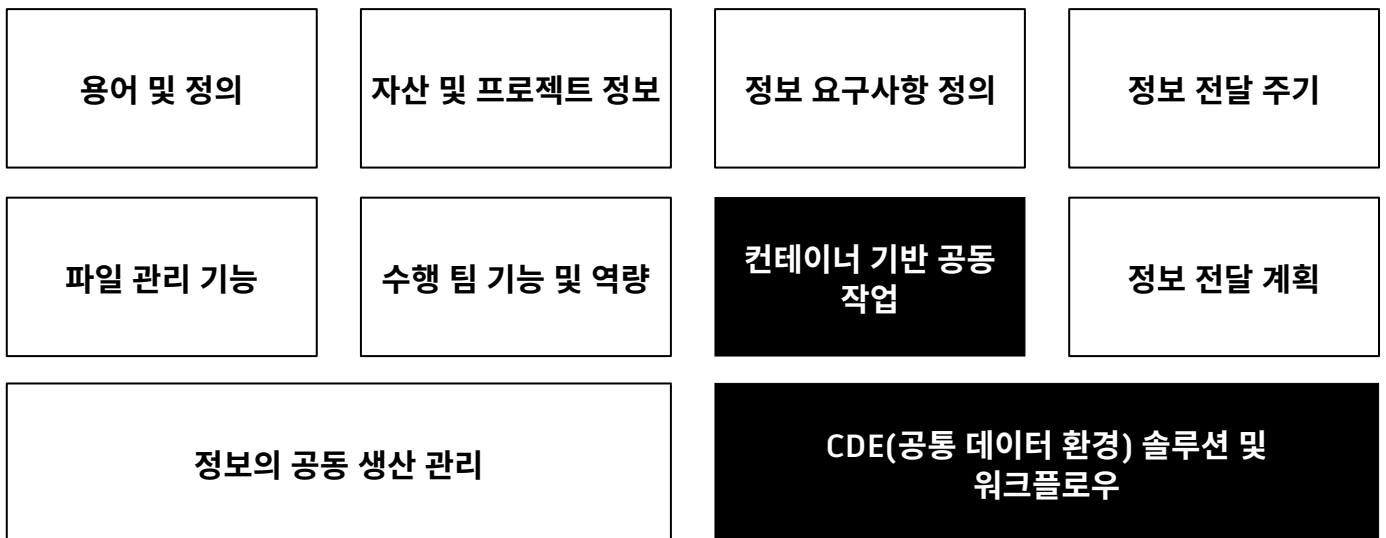 용어 및 정의
자산 및 프로젝트 정보
정보 요구사항 정의
정보 전달 주기
파일 관리 기능
수행 팀 기능 및 역량
컨테이너 기반 공동
작업
정보 전달 계획
정보의 공동 생산 관리
CDE(공통 데이터 환경) 솔루션 및
워크플로우